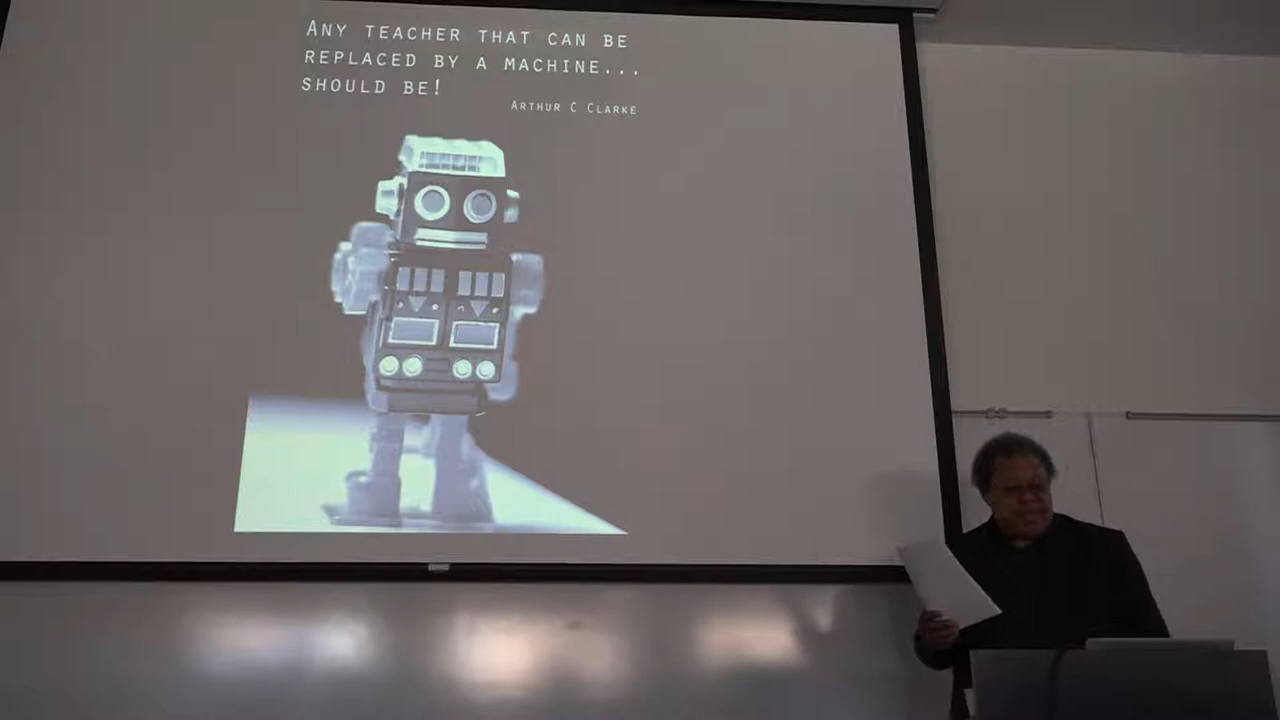 ANY TEACHER THAT CAN BE
REPLACED BY A MACHINE...
SHOULD BE!
ARTHUR C CLARKE